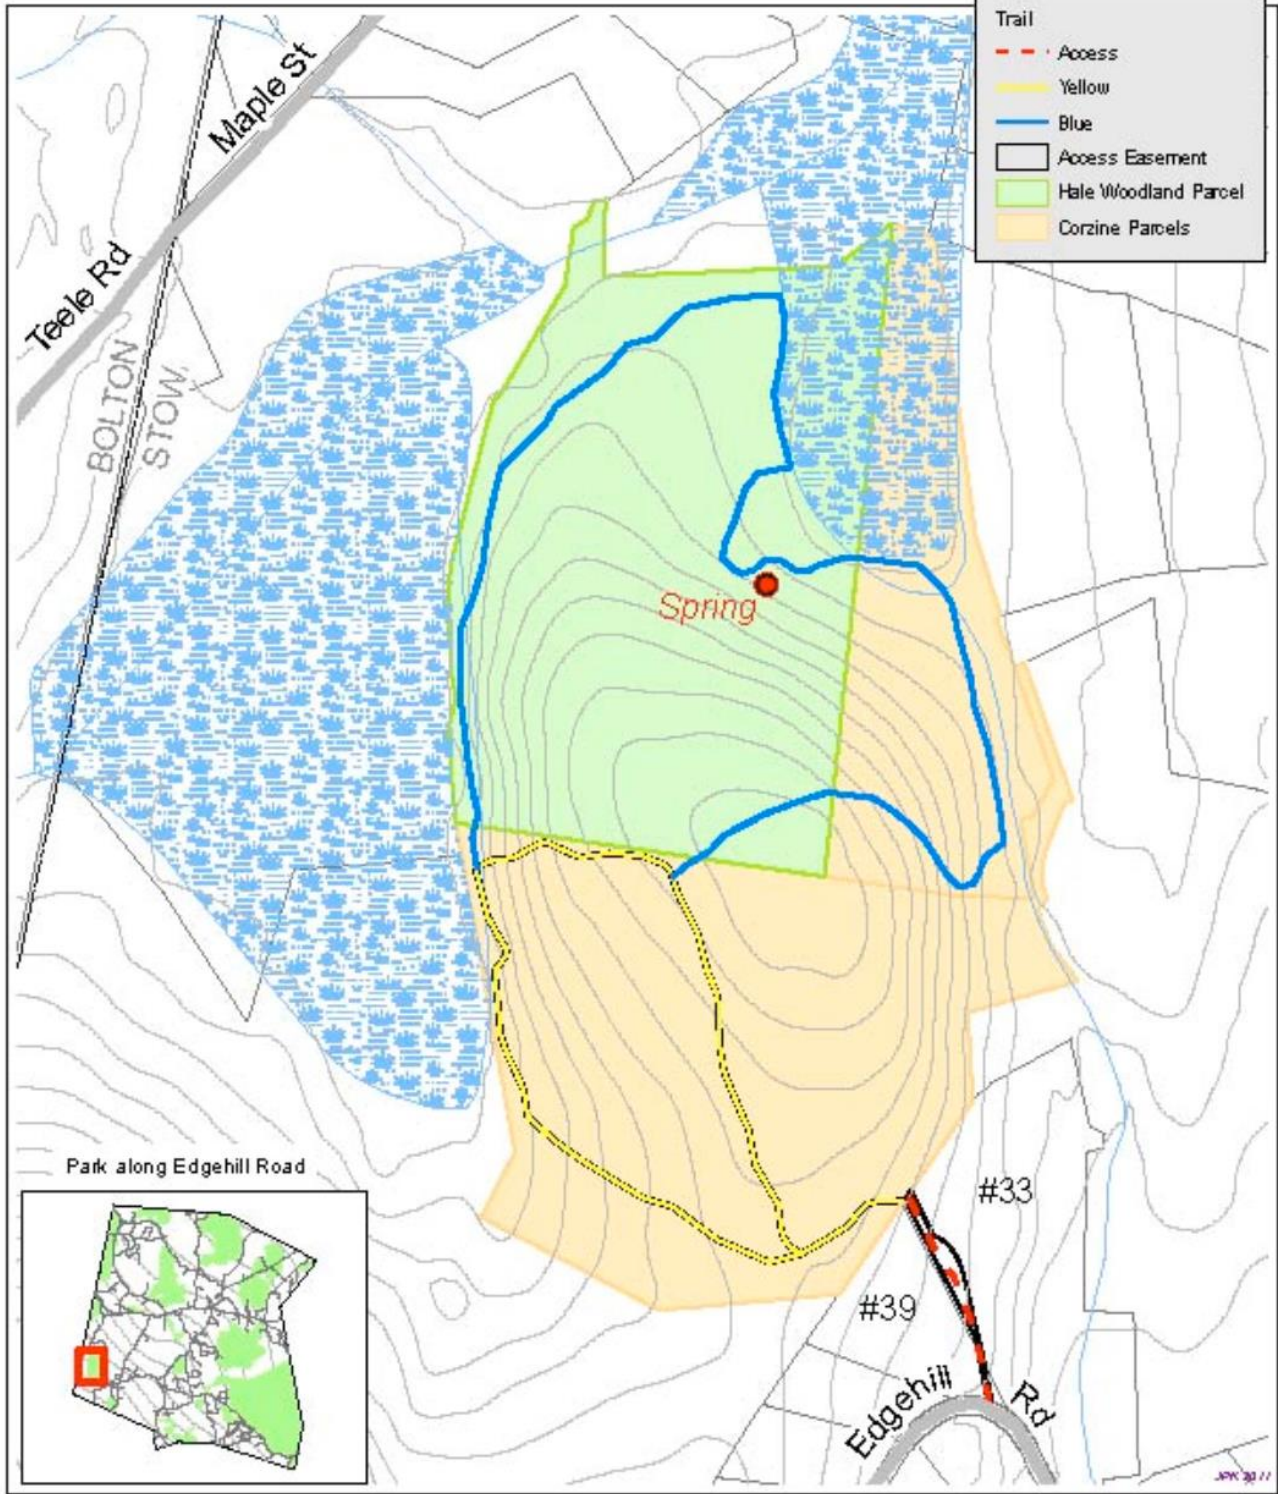 Trail
Access
Yellow
Blue
Access Easement
Hale Woodland Parcel
Corzine Parcels
Maple St
Teele Rd
BOLTON
STOW
Spring
Park along Edgehill Road
#33
#39
Edgehill Rd